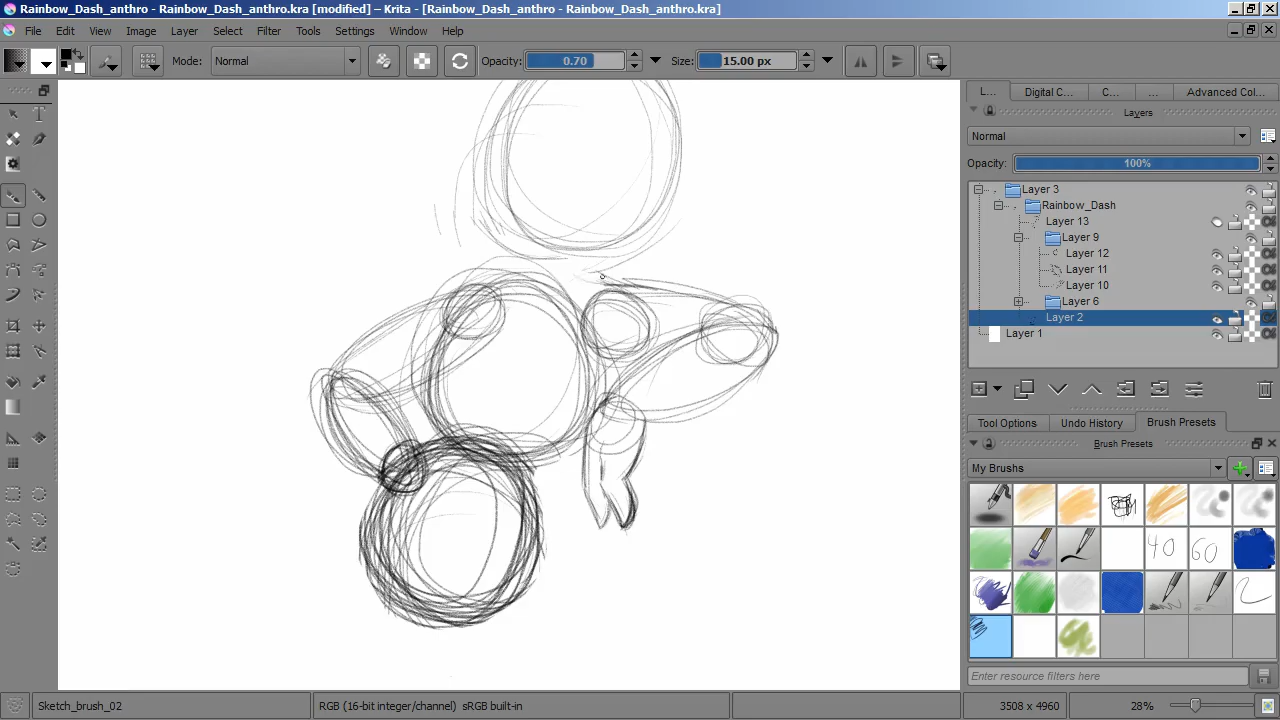 Rainbow_Dash_anthro - Rainbow_Dash_anthro.kra [modified] – Krita - [Rainbow_Dash_anthro – Rainbow_Dash_anthro.kra]
File Edit View Image Layer Select Filter Tools Settings Window Help
Mode: Normal Opacity: 0.70 Size: 15.00 px
L... Digital C... C... ... Advanced Col...
Layers
Normal
Opacity: 100%
Layer 3
Rainbow_Dash
Layer 13
Layer 9
Layer 12
Layer 11
Layer 10
Layer 6
Layer 2
Layer 1
Tool Options Undo History Brush Presets
Brush Presets
My Brushes
40 60
Enter resource filters here
Sketch_brush_02 RGB (16-bit integer/channel) sRGB built-in 3508 x 4960 28%